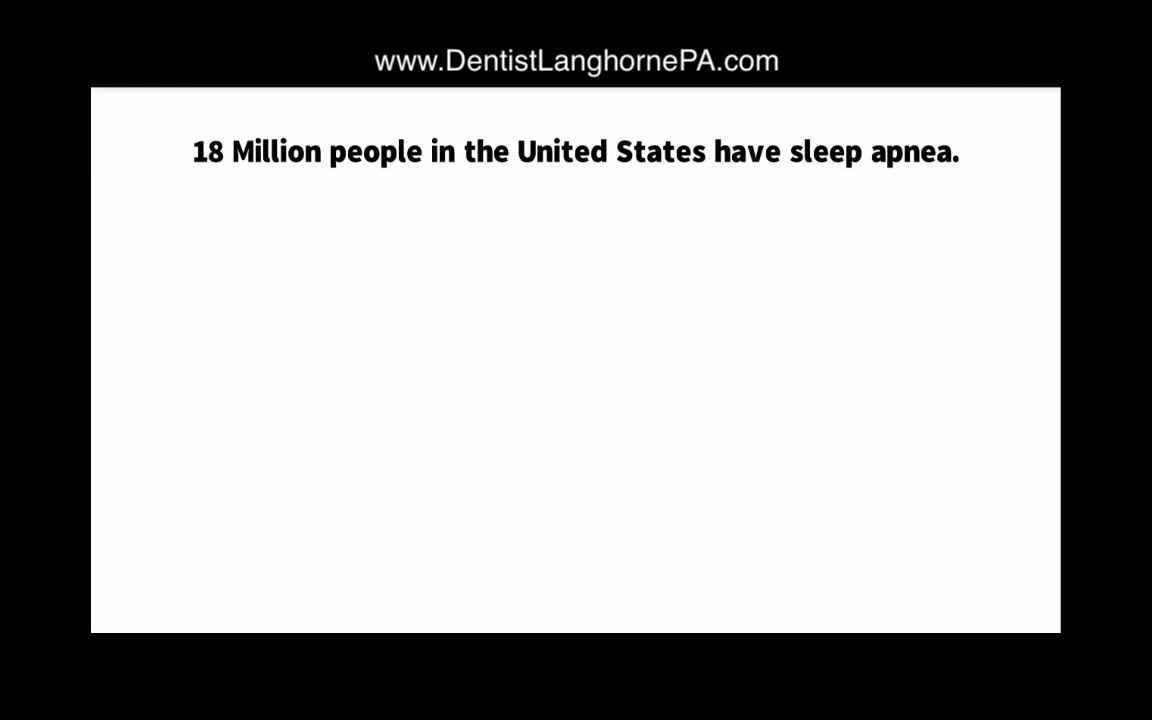 www.DentistLanghornePA.com
18 Million people in the United States have sleep apnea.